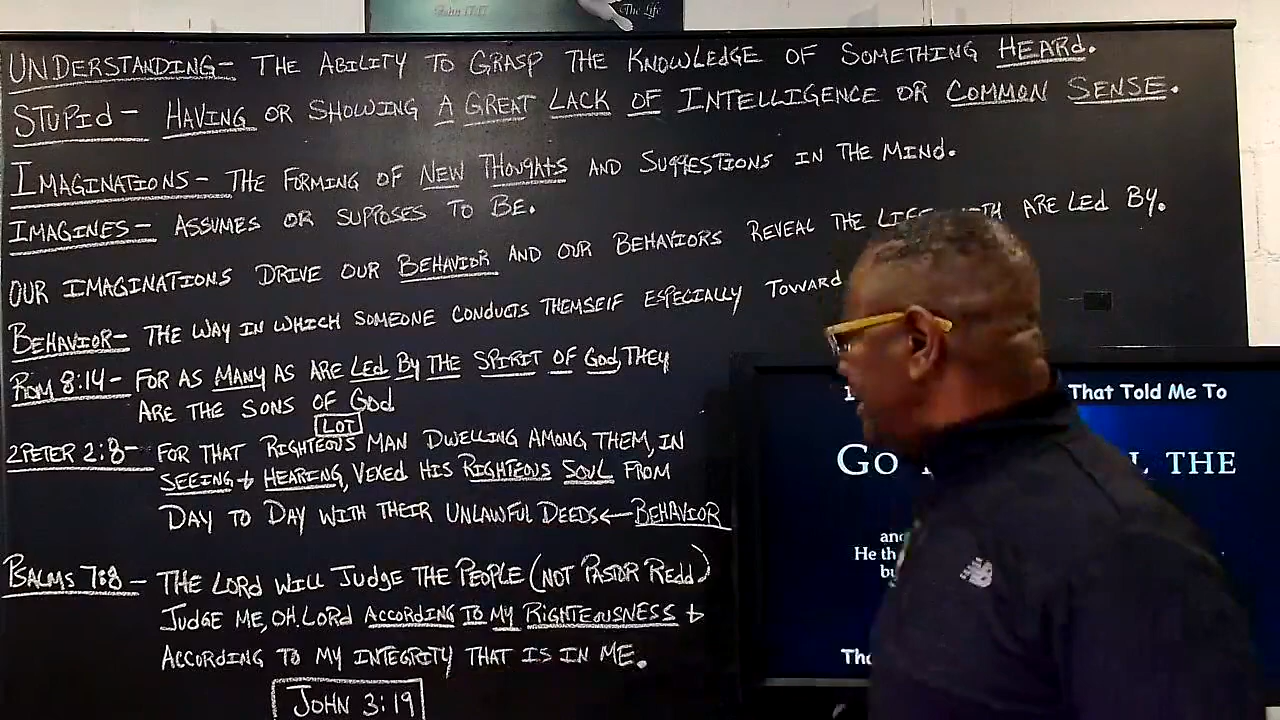 John 17:17 The Life
UNDERSTANDING- THE ABILITY TO GRASP THE KNOWLEDGE OF SOMETHING HEARD.
STUPID- HAVING OR SHOWING A GREAT LACK OF INTELLIGENCE OR COMMON SENSE.
IMAGINATIONS- THE FORMING OF NEW THOUGHTS AND SUGGESTIONS IN THE MIND.
IMAGINES- ASSUMES OR SUPPOSES TO BE.
OUR IMAGINATIONS DRIVE OUR BEHAVIOR AND OUR BEHAVIORS REVEAL THE ARE LED BY.
BEHAVIOR- THE WAY IN WHICH SOMEONE CONDUCTS THEMSELF ESPECIALLY TOWARD
ROM 8:14- FOR AS MANY AS ARE LED BY THE SPIRIT OF GOD, THEY
ARE THE SONS OF GOD
LOT
2PETER 2:8- FOR THAT RIGHTEOUS MAN DWELLING AMONG THEM, IN
SEEING + HEARING, VEXED HIS RIGHTEOUS SOUL FROM
DAY TO DAY WITH THEIR UNLAWFUL DEEDS ← BEHAVIOR
PSALMS 7:8- THE LORD WILL JUDGE THE PEOPLE (NOT PASTOR REDD)
JUDGE ME, OH. LORD ACCORDING TO MY RIGHTEOUSNESS +
ACCORDING TO MY INTEGRITY THAT IS IN ME.
JOHN 3:19
That Told Me To
GO THE